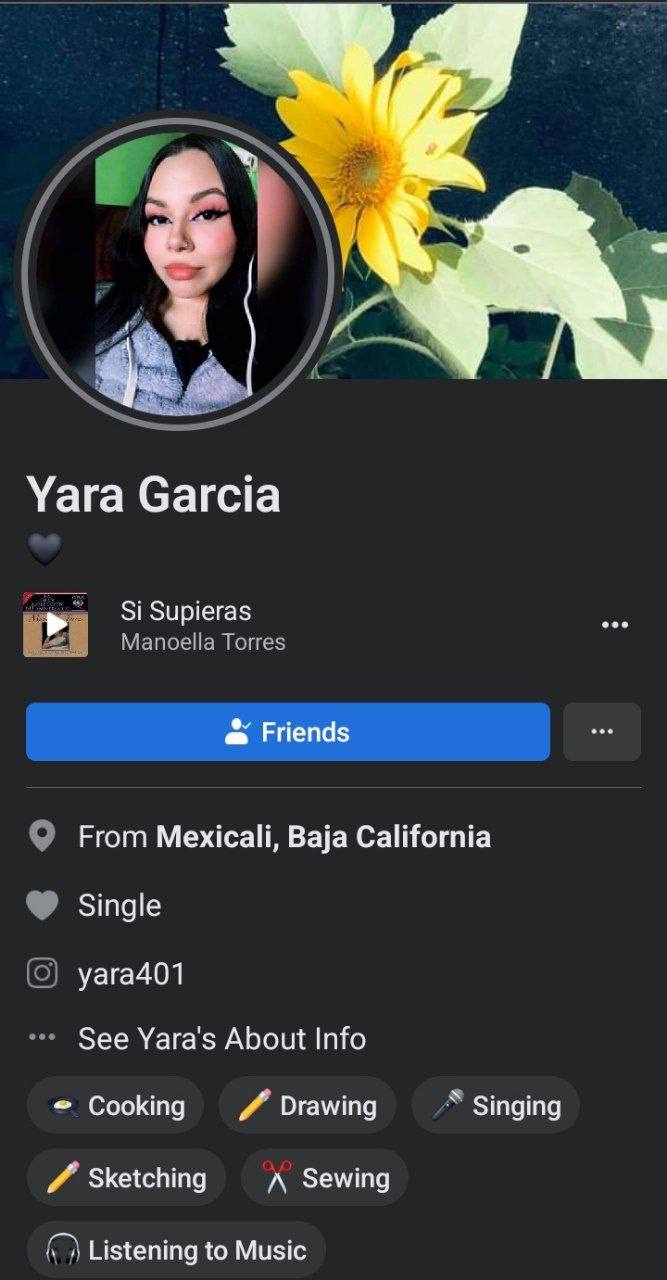 Yara Garcia
Si Supieras
Manoella Torres
Friends
From Mexicali, Baja California
Single
yara401
See Yara's About Info
Cooking
Drawing
Singing
Sketching
Sewing
Listening to Music